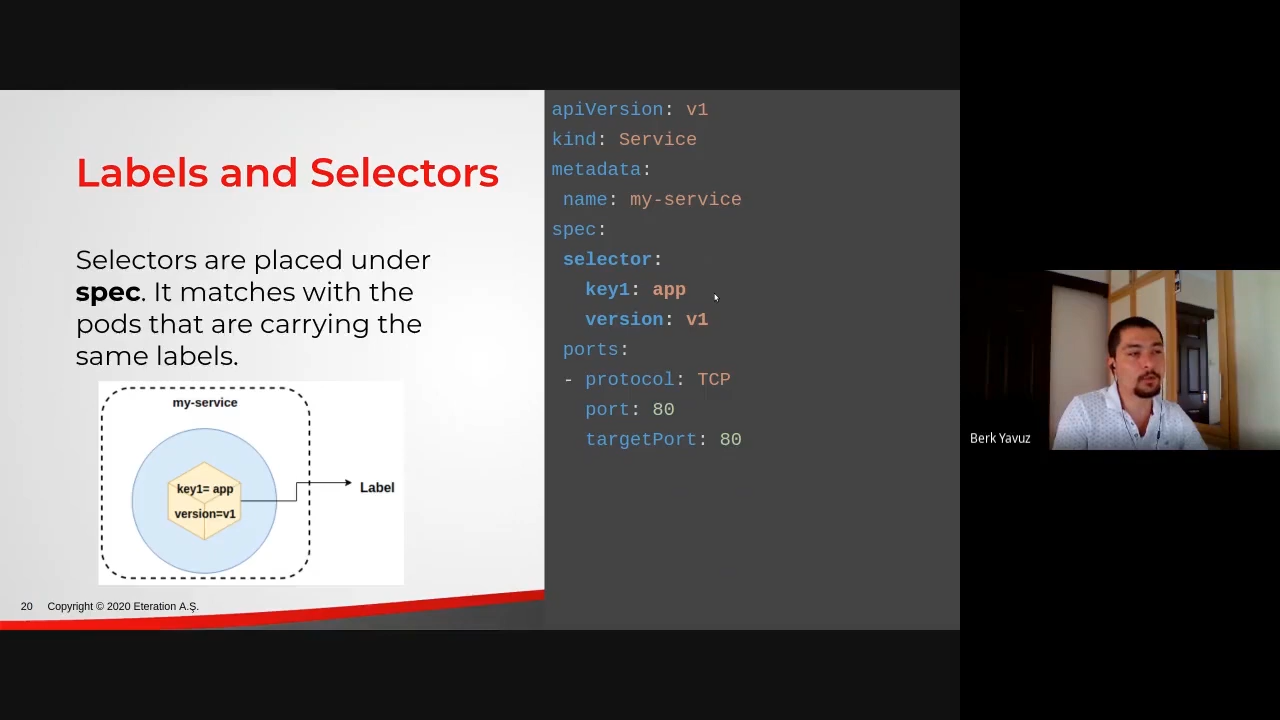 Labels and Selectors
Selectors are placed under
spec. It matches with the
pods that are carrying the
same labels.
my-service
key1= app
version=v1
Label
20 Copyright © 2020 Eteration A.Ş.
apiVersion: v1
kind: Service
metadata:
 name: my-service
spec:
 selector:
   key1: app
   version: v1
 ports:
 - protocol: TCP
   port: 80
   targetPort: 80
Berk Yavuz